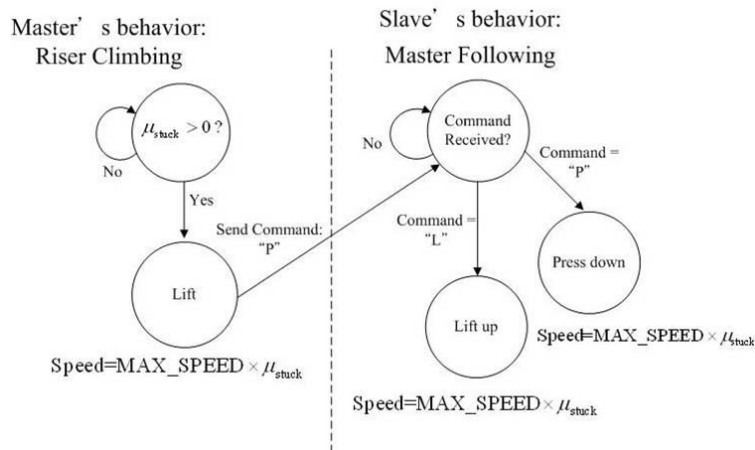 Master’s behavior:
Riser Climbing
μstuck > 0 ?
No
Yes
Send Command:
“P”
Lift
Speed=MAX_SPEED × μstuck
Slave’s behavior:
Master Following
Command
Received?
No
Command =
“P”
Command =
“L”
Press down
Lift up
Speed=MAX_SPEED × μstuck
Speed=MAX_SPEED × μstuck